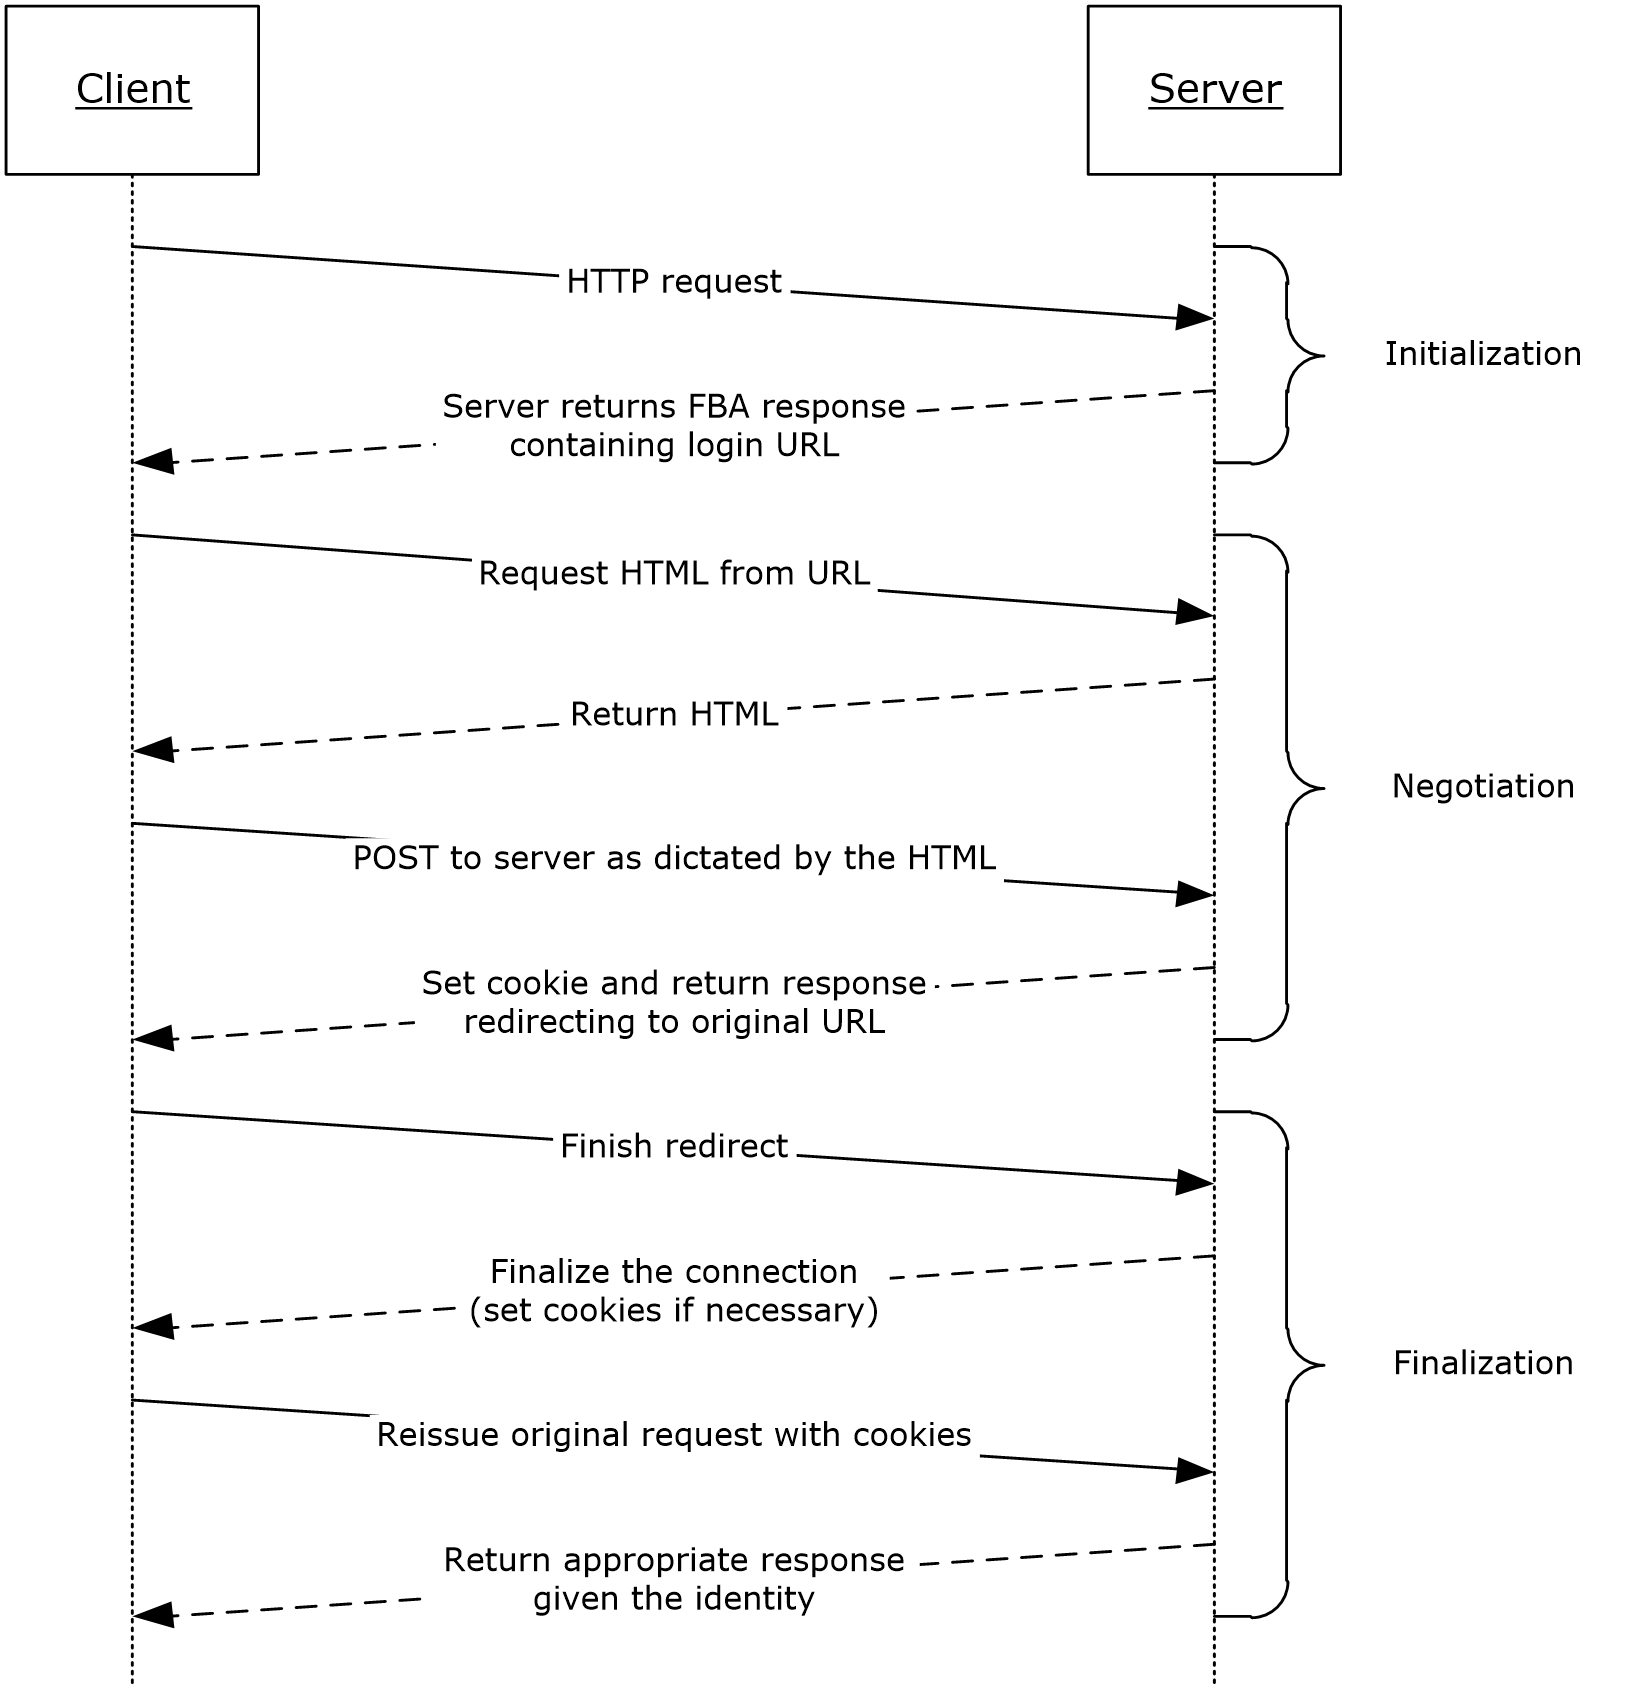 Client
Server
HTTP request
Initialization
Server returns FBA response
containing login URL
Request HTML from URL
Return HTML
Negotiation
POST to server as dictated by the HTML
Set cookie and return response
redirecting to original URL
Finish redirect
Finalize the connection
(set cookies if necessary)
Finalization
Reissue original request with cookies
Return appropriate response
given the identity